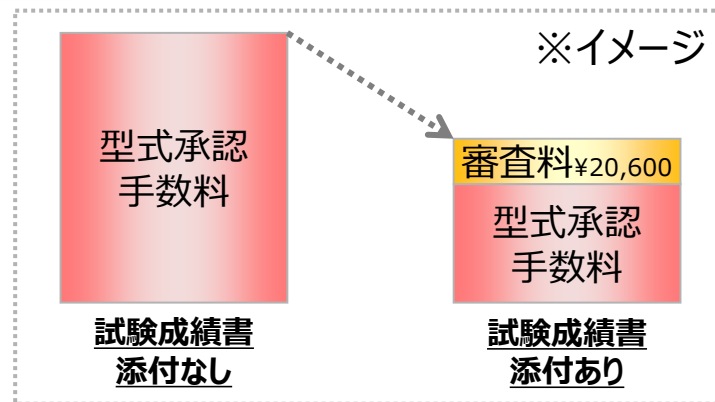 ※イメージ
型式承認
手数料
試験成績書
添付なし
審査料¥20,600
型式承認
手数料
試験成績書
添付あり